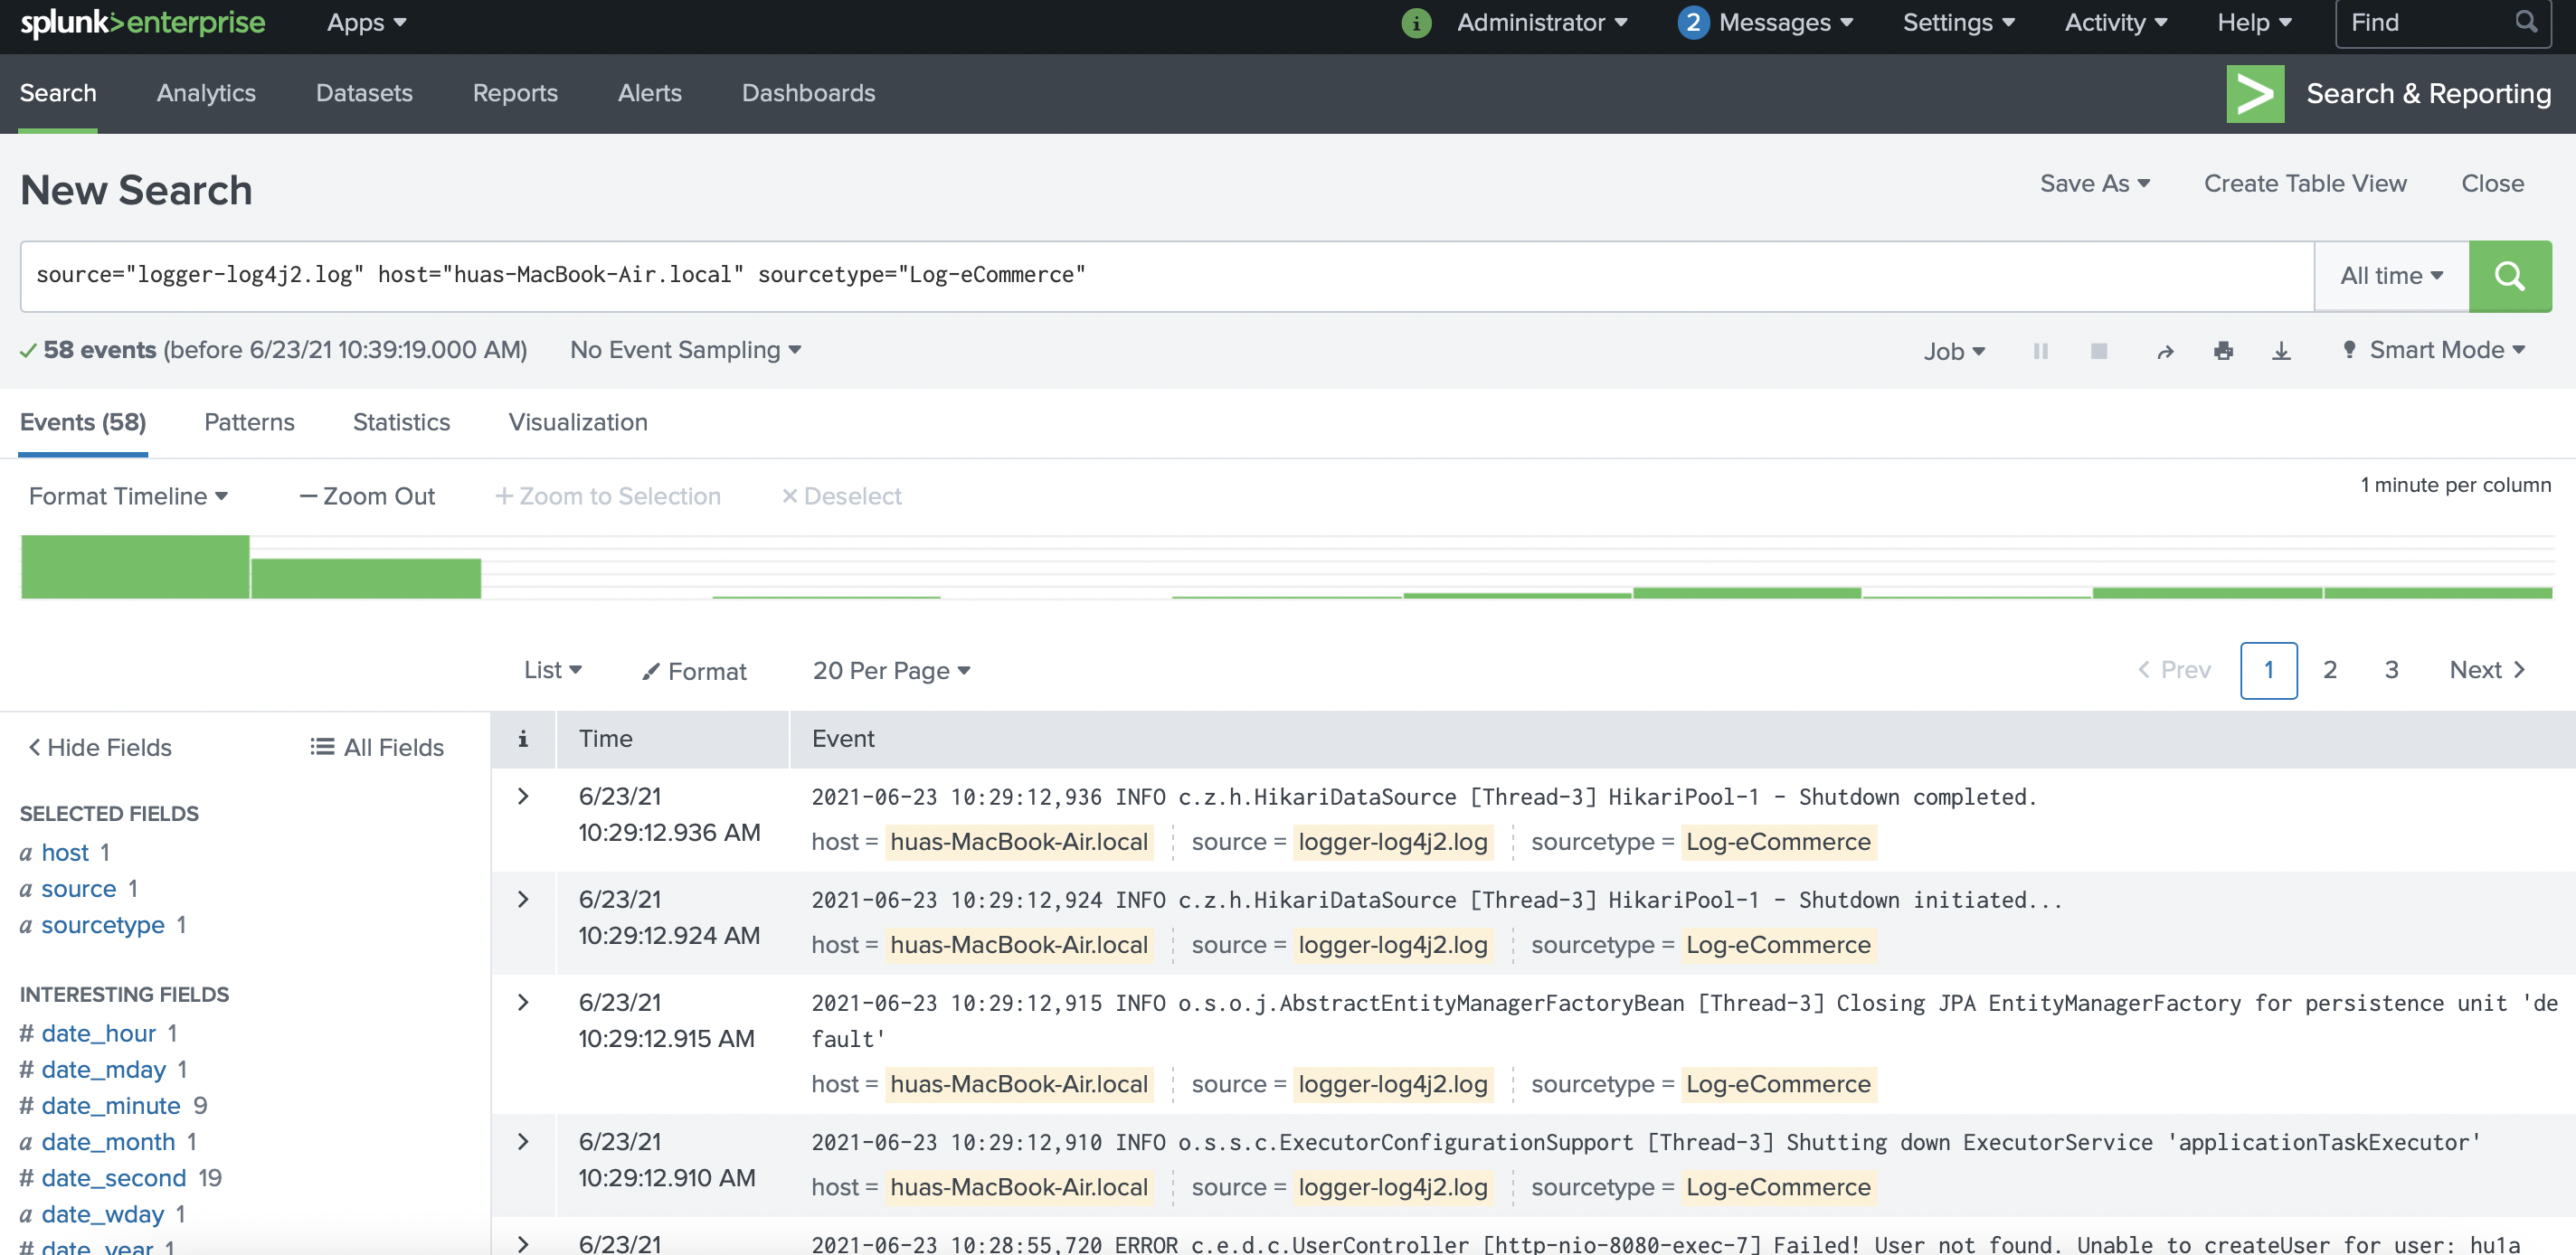 splunk>enterprise Apps Administrator 2 Messages Settings Activity Help Find
Search Analytics Datasets Reports Alerts Dashboards Search & Reporting
New Search Save As Create Table View Close
source="logger-log4j2.log" host="huas-MacBook-Air.local" sourcetype="Log-eCommerce" All time
58 events (before 6/23/21 10:39:19.000 AM) No Event Sampling Job Smart Mode
Events (58) Patterns Statistics Visualization
Format Timeline — Zoom Out + Zoom to Selection × Deselect 1 minute per column
List Format 20 Per Page < Prev 1 2 3 Next >
< Hide Fields All Fields
SELECTED FIELDS
a host 1
a source 1
a sourcetype 1
INTERESTING FIELDS
# date_hour 1
# date_mday 1
# date_minute 9
a date_month 1
# date_second 19
a date_wday 1
# date_year 1
i Time Event
> 6/23/21 2021-06-23 10:29:12,936 INFO c.z.h.HikariDataSource [Thread-3] HikariPool-1 - Shutdown completed.
10:29:12.936 AM host = huas-MacBook-Air.local source = logger-log4j2.log sourcetype = Log-eCommerce
> 6/23/21 2021-06-23 10:29:12,924 INFO c.z.h.HikariDataSource [Thread-3] HikariPool-1 - Shutdown initiated...
10:29:12.924 AM host = huas-MacBook-Air.local source = logger-log4j2.log sourcetype = Log-eCommerce
> 6/23/21 2021-06-23 10:29:12,915 INFO o.s.o.j.AbstractEntityManagerFactoryBean [Thread-3] Closing JPA EntityManagerFactory for persistence unit 'de
10:29:12.915 AM fault'
host = huas-MacBook-Air.local source = logger-log4j2.log sourcetype = Log-eCommerce
> 6/23/21 2021-06-23 10:29:12,910 INFO o.s.s.c.ExecutorConfigurationSupport [Thread-3] Shutting down ExecutorService 'applicationTaskExecutor'
10:29:12.910 AM host = huas-MacBook-Air.local source = logger-log4j2.log sourcetype = Log-eCommerce
> 6/23/21 2021-06-23 10:28:55,720 ERROR c.e.d.c.UserController [http-nio-8080-exec-7] Failed! User not found. Unable to createUser for user: hu1a